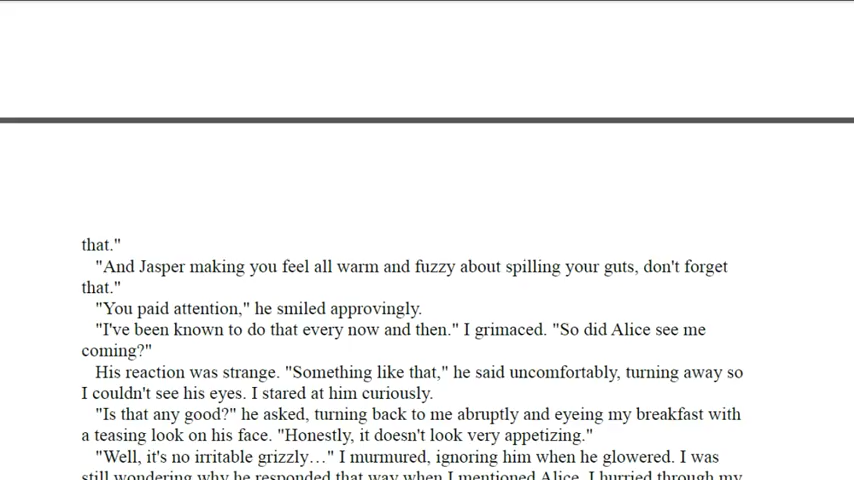 that."
"And Jasper making you feel all warm and fuzzy about spilling your guts, don't forget
that."
"You paid attention," he smiled approvingly.
"I've been known to do that every now and then." I grimaced. "So did Alice see me
coming?"
His reaction was strange. "Something like that," he said uncomfortably, turning away so
I couldn't see his eyes. I stared at him curiously.
"Is that any good?" he asked, turning back to me abruptly and eyeing my breakfast with
a teasing look on his face. "Honestly, it doesn't look very appetizing."
"Well, it's no irritable grizzly…" I murmured, ignoring him when he glowered. I was
still wondering why he responded that way when I mentioned Alice. I hurried through my